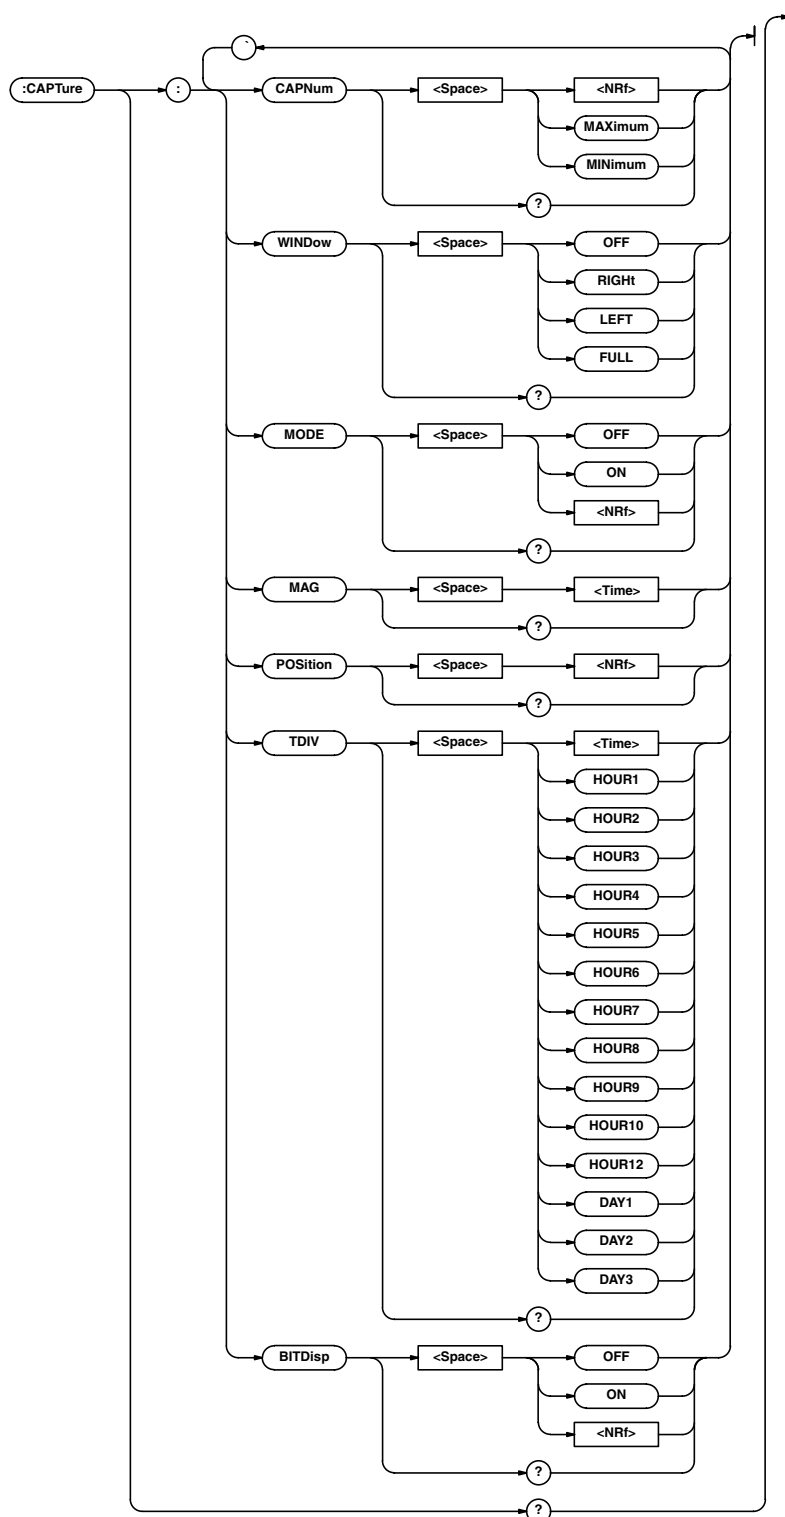 `
:CAPTure : CAPNum <Space> <NRf>
MAXimum
MINimum
?
WINDow <Space> OFF
RIGHt
LEFT
FULL
?
MODE <Space> OFF
ON
<NRf>
?
MAG <Space> <Time>
?
POSition <Space> <NRf>
?
TDIV <Space> <Time>
HOUR1
HOUR2
HOUR3
HOUR4
HOUR5
HOUR6
HOUR7
HOUR8
HOUR9
HOUR10
HOUR12
DAY1
DAY2
DAY3
?
BITDisp <Space> OFF
ON
<NRf>
?
?